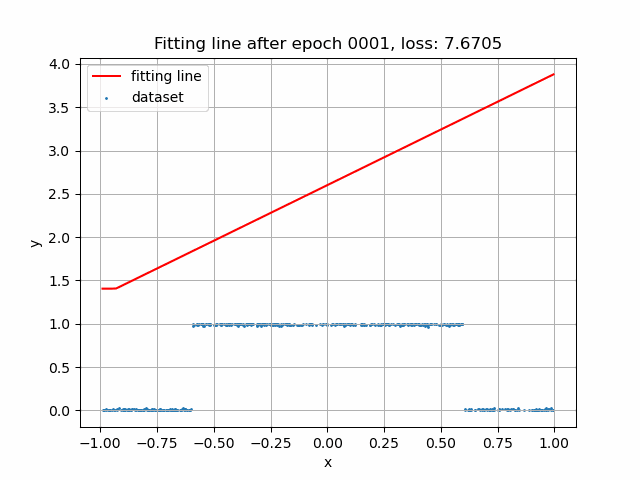 Fitting line after epoch 0001, loss: 7.6705
4.0
3.5
3.0
2.5
2.0
1.5
1.0
0.5
0.0
y
fitting line
dataset
−1.00 −0.75 −0.50 −0.25 0.00 0.25 0.50 0.75 1.00
x